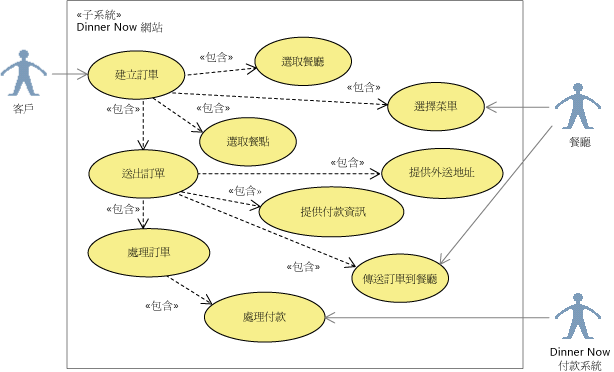 «子系統»
Dinner Now 網站
«包含»
選取餐廳
建立訂單
客戶
«包含»
選擇菜單
«包含»
«包含»
選取餐點
餐廳
«包含»
送出訂單
提供外送地址
«包含»
«包含»
提供付款資訊
處理訂單
«包含»
傳送訂單到餐廳
«包含»
處理付款
Dinner Now
付款系統